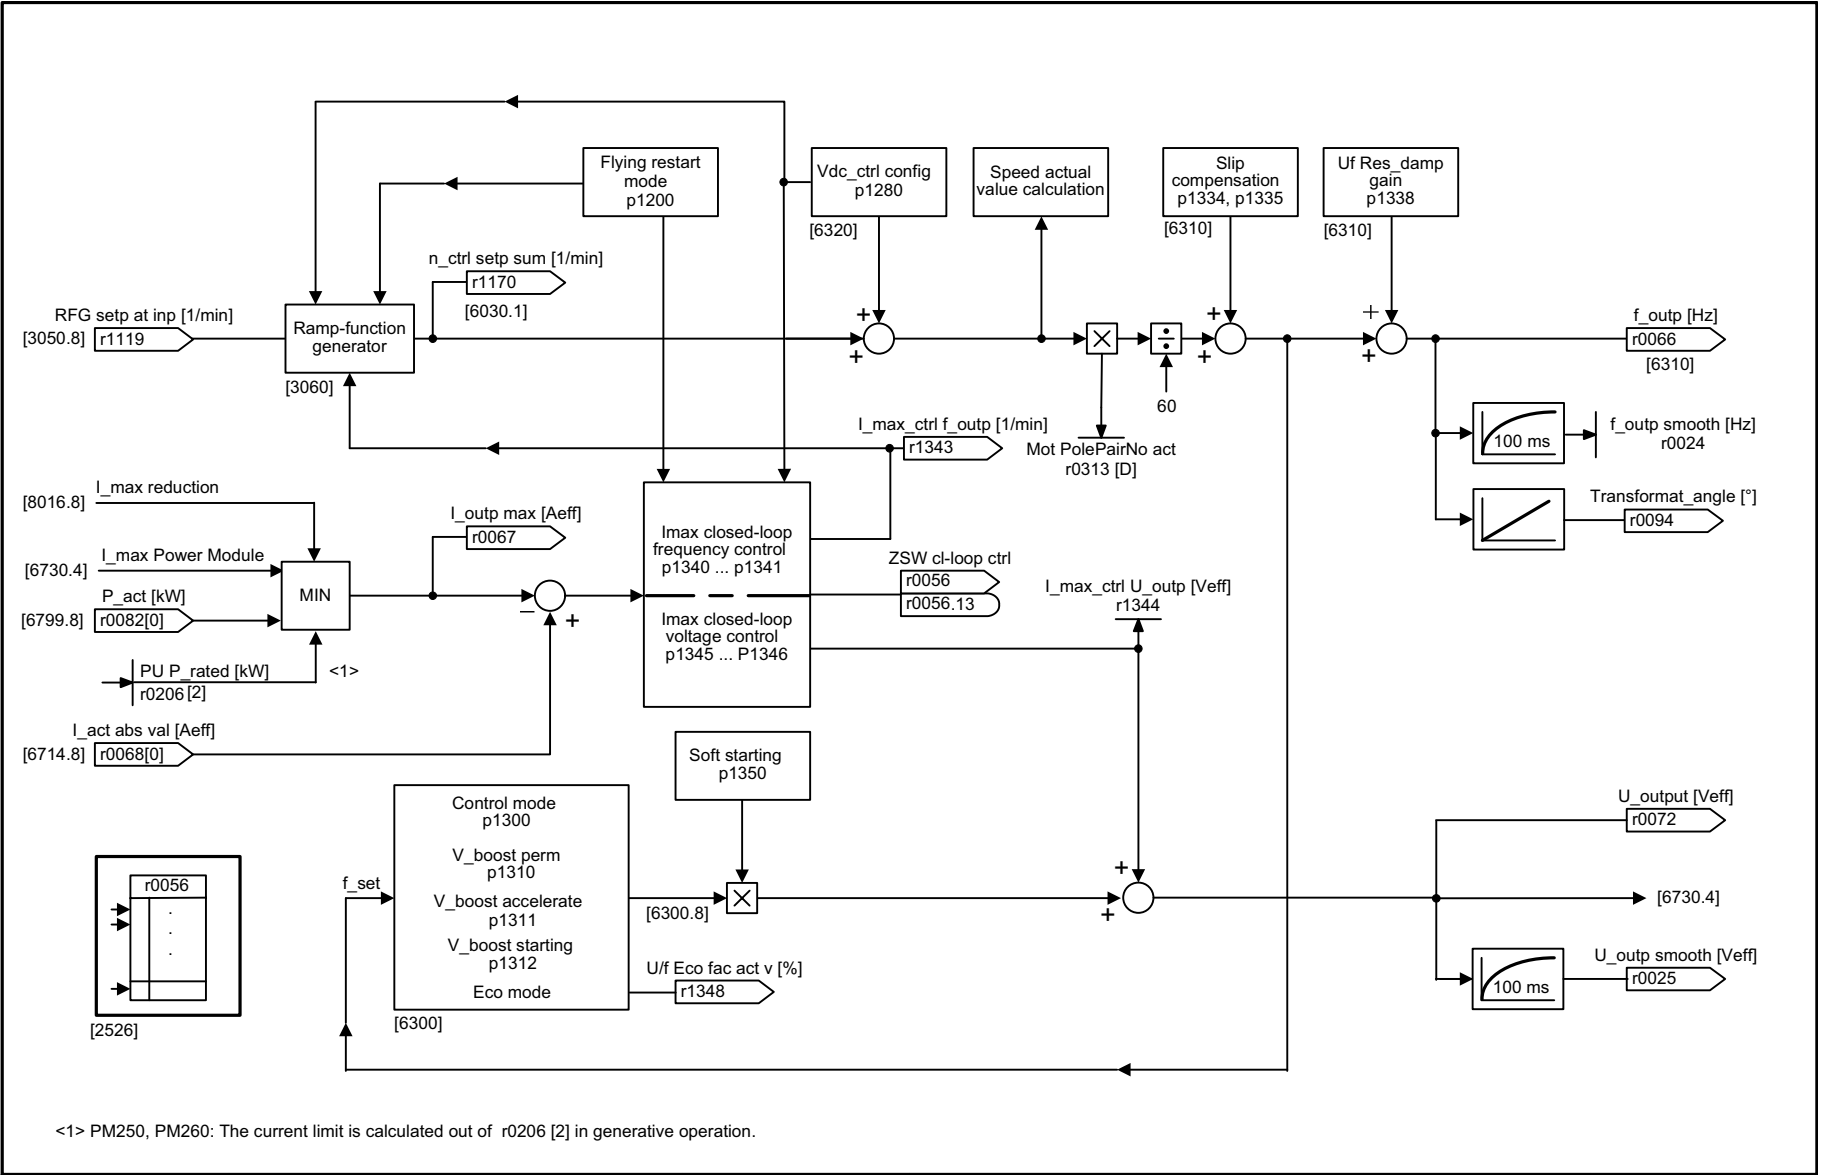 Flying restart
mode
p1200
Vdc_ctrl config
p1280
[6320]
Speed actual
value calculation
Slip
compensation
p1334, p1335
[6310]
Uf Res_damp
gain
p1338
[6310]
n_ctrl setp sum [1/min]
r1170
[6030.1]
RFG setp at inp [1/min]
[3050.8]
r1119
Ramp-function
generator
[3060]
+
+
×
÷
60
+
+
+
+
f_outp [Hz]
r0066
[6310]
Mot PolePairNo act
r0313 [D]
I_max_ctrl f_outp [1/min]
r1343
100 ms
f_outp smooth [Hz]
r0024
Transformat_angle [°]
r0094
[8016.8]
I_max reduction
[6730.4]
I_max Power Module
P_act [kW]
[6799.8]
r0082[0]
MIN
PU P_rated [kW]
r0206 [2]
<1>
I_outp max [Aeff]
r0067
−
+
I_act abs val [Aeff]
[6714.8]
r0068[0]
Imax closed-loop
frequency control
p1340 ... p1341
Imax closed-loop
voltage control
p1345 ... P1346
ZSW cl-loop ctrl
r0056
r0056.13
I_max_ctrl U_outp [Veff]
r1344
Soft starting
p1350
Control mode
p1300
V_boost perm
p1310
V_boost accelerate
p1311
V_boost starting
p1312
Eco mode
[6300]
f_set
[6300.8]
×
U/f Eco fac act v [%]
r1348
+
+
U_output [Veff]
r0072
[6730.4]
100 ms
U_outp smooth [Veff]
r0025
r0056
.
.
.
[2526]
<1> PM250, PM260: The current limit is calculated out of r0206 [2] in generative operation.